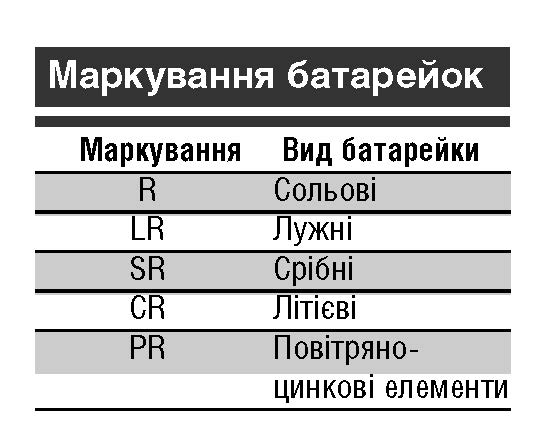 Маркування батарейок
Маркування Вид батарейки
R Сольові
LR Лужні
SR Срібні
CR Літієві
PR Повітряно-
цинкові елементи